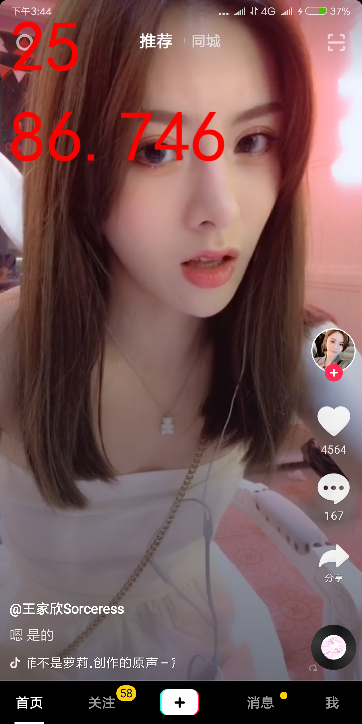 下午3:44 ... 4G 37%
25
推荐 同城
86.746
4564
167
分享
@王家欣Sorceress
嗯 是的
不是萝莉.创作的原声
首页 关注 58 消息 我